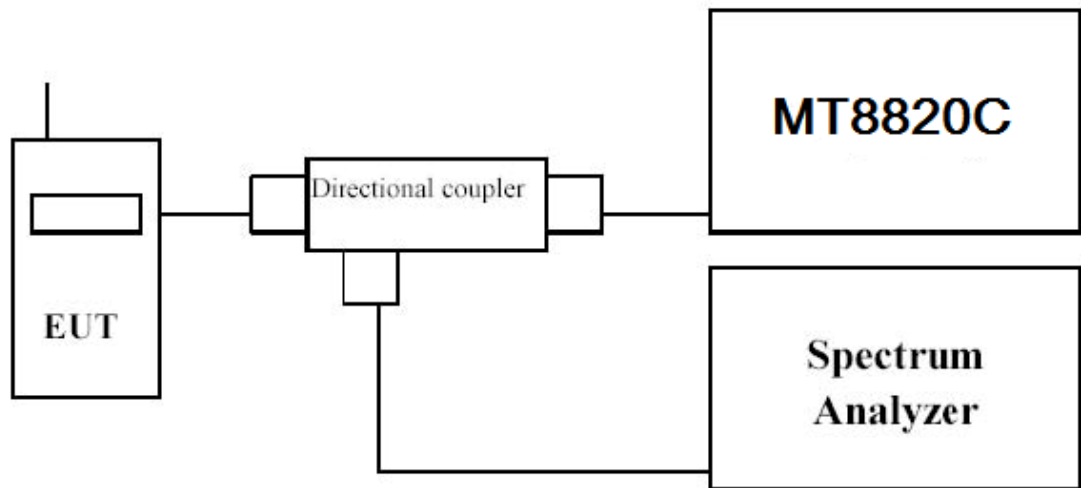 MT8820C
Directional coupler
EUT
Spectrum
Analyzer